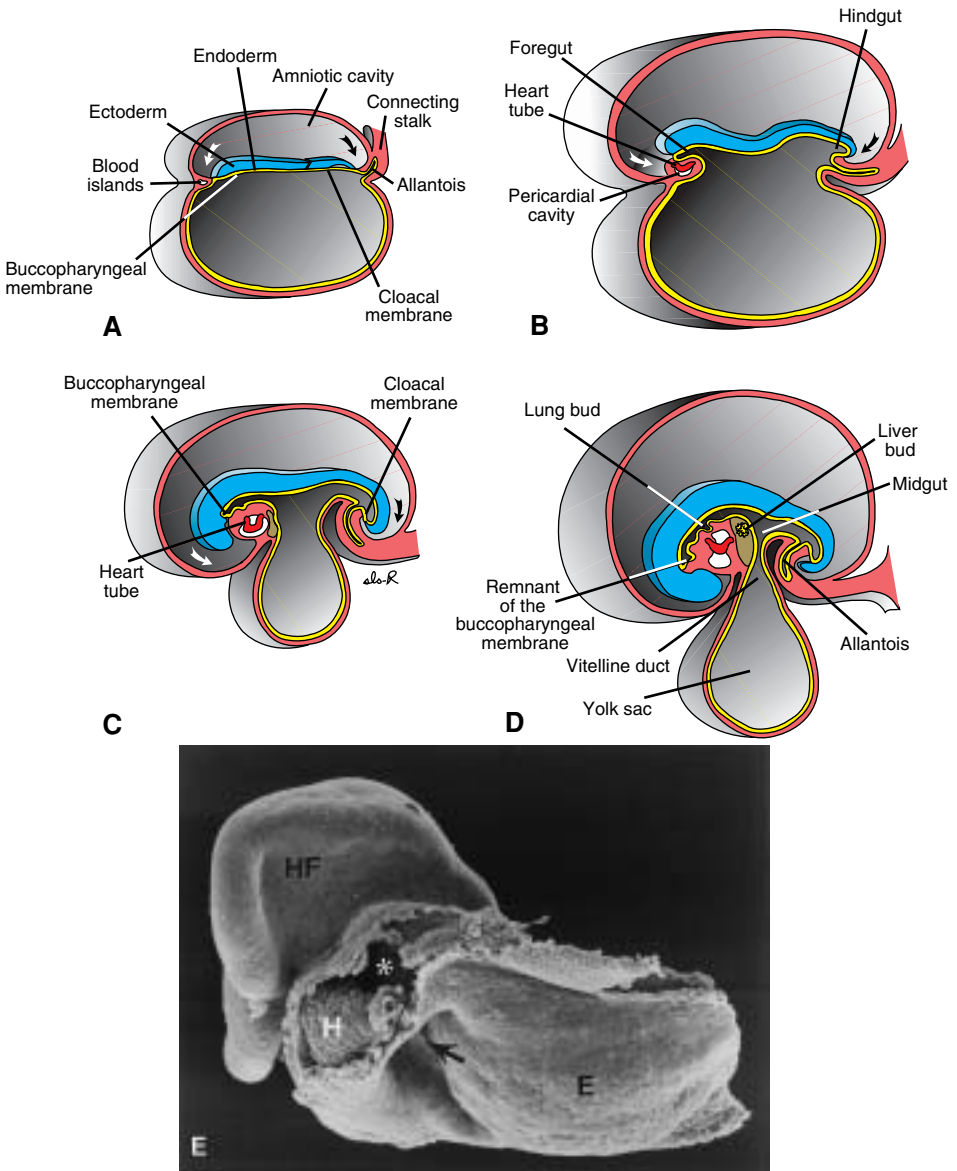 Endoderm
Amniotic cavity
Ectoderm
Connecting
stalk
Blood
islands
Allantois
Buccopharyngeal
membrane
Cloacal
membrane
A
Hindgut
Foregut
Heart
tube
Pericardial
cavity
B
Buccopharyngeal
membrane
Cloacal
membrane
Heart
tube
sls-R
C
Lung bud
Liver
bud
Midgut
Remnant
of the
buccopharyngeal
membrane
Allantois
Vitelline duct
Yolk sac
D
HF
*
H
E
E